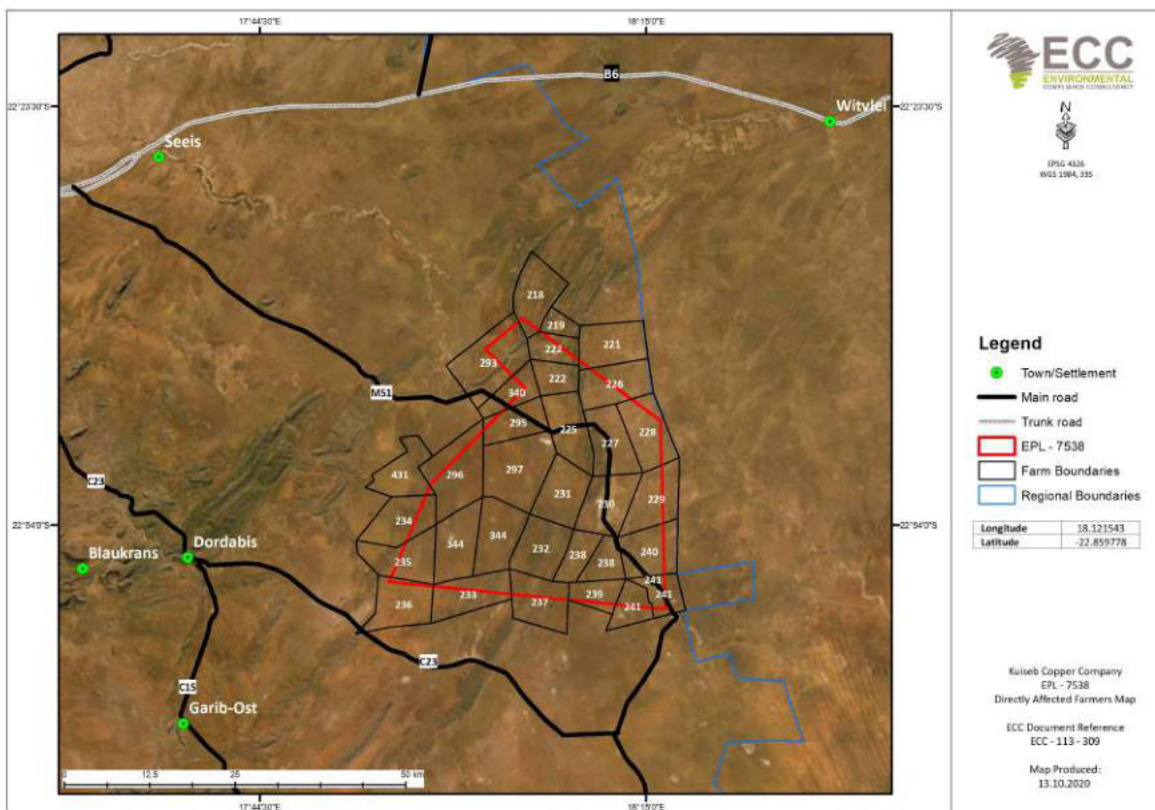 17°44'30"E
18°15'0"E
22°23'30"S
22°23'30"S
B6
Witvlei
Seeis
218
219
221
222
293
222
226
340
M51
295
225
228
227
296
297
431
231
229
230
C23
234
344
344
232
238
238
240
22°54'0"S
22°54'0"S
Blaukrans
Dordabis
235
241
236
233
237
239
241
241
C23
C15
Garib-Ost
0
12.5
25
50 km
17°44'30"E
18°15'0"E
ECC
ENVIRONMENTAL
COMPLIANCE CONSULTANCY
N
EPSG 4326
WGS 1984, 33S
Legend
Town/Settlement
Main road
Trunk road
EPL - 7538
Farm Boundaries
Regional Boundaries
Longitude 18.121543
Latitude -22.859778
Kuiseb Copper Company
EPL - 7538
Directly Affected Farmers Map
ECC Document Reference
ECC - 113 - 309
Map Produced:
13.10.2020